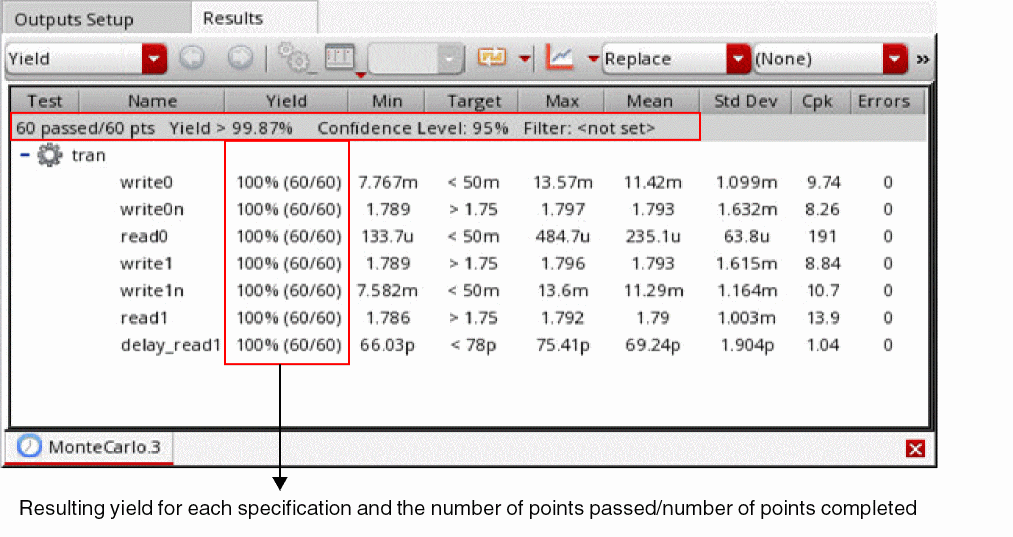 Outputs Setup Results
Yield Replace (None) »
Test Name Yield Min Target Max Mean Std Dev Cpk Errors
60 passed/60 pts Yield > 99.87% Confidence Level: 95% Filter: <not set>
tran
write0 100% (60/60) 7.767m < 50m 13.57m 11.42m 1.099m 9.74 0
write0n 100% (60/60) 1.789 > 1.75 1.797 1.793 1.632m 8.26 0
read0 100% (60/60) 133.7u < 50m 484.7u 235.1u 63.8u 191 0
write1 100% (60/60) 1.789 > 1.75 1.796 1.793 1.615m 8.84 0
write1n 100% (60/60) 7.582m < 50m 13.6m 11.29m 1.164m 10.7 0
read1 100% (60/60) 1.786 > 1.75 1.792 1.79 1.003m 13.9 0
delay_read1 100% (60/60) 66.03p < 78p 75.41p 69.24p 1.904p 1.04 0
MonteCarlo.3
Resulting yield for each specification and the number of points passed/number of points completed